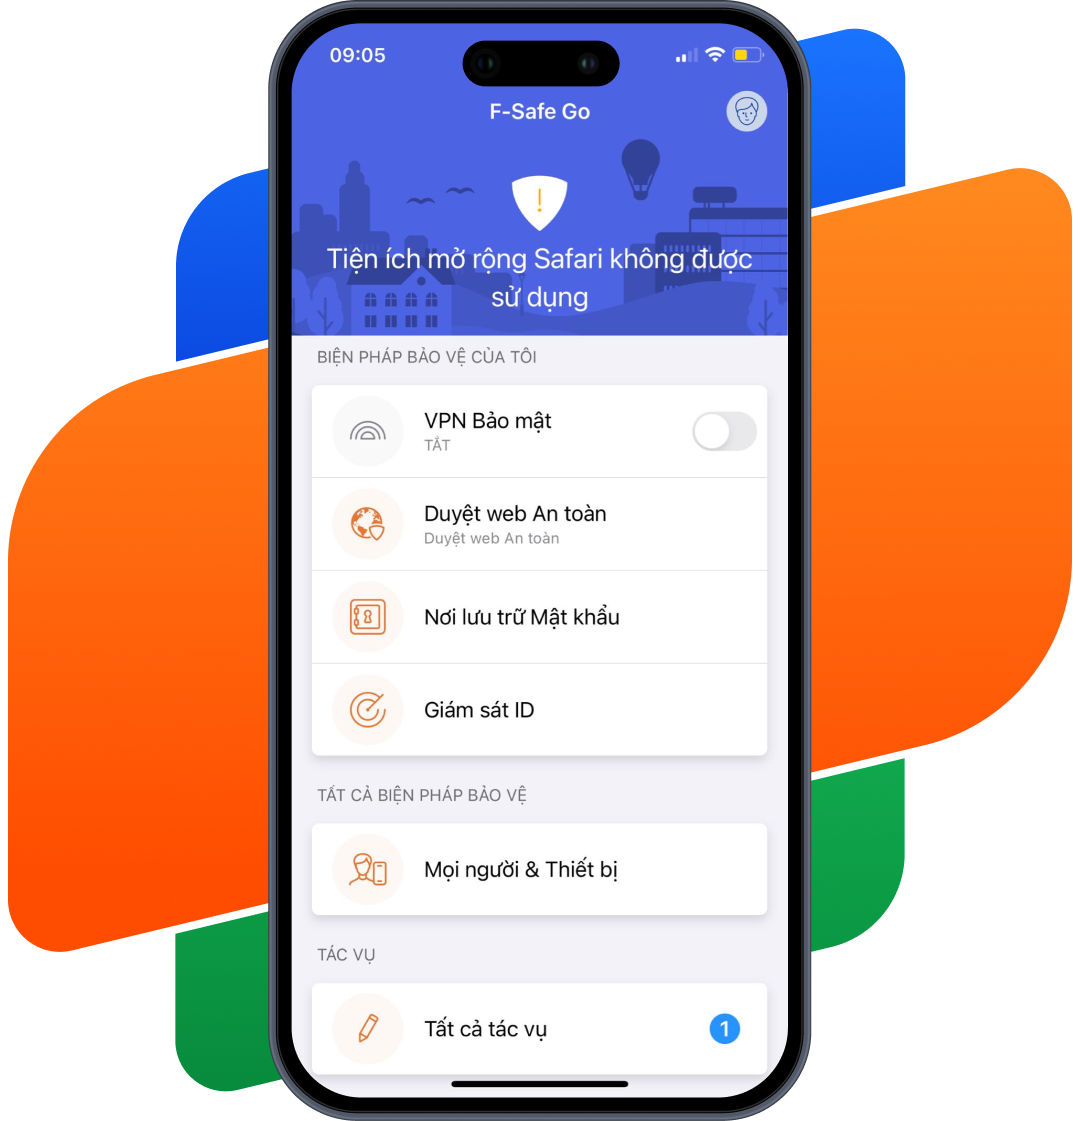 09:05
F-Safe Go
Tiện ích mở rộng Safari không được
sử dụng
BIỆN PHÁP BẢO VỆ CỦA TÔI
VPN Bảo mật
TẮT
Duyệt web An toàn
Duyệt web An toàn
Nơi lưu trữ Mật khẩu
Giám sát ID
TẤT CẢ BIỆN PHÁP BẢO VỆ
Mọi người & Thiết bị
TÁC VỤ
Tất cả tác vụ
1